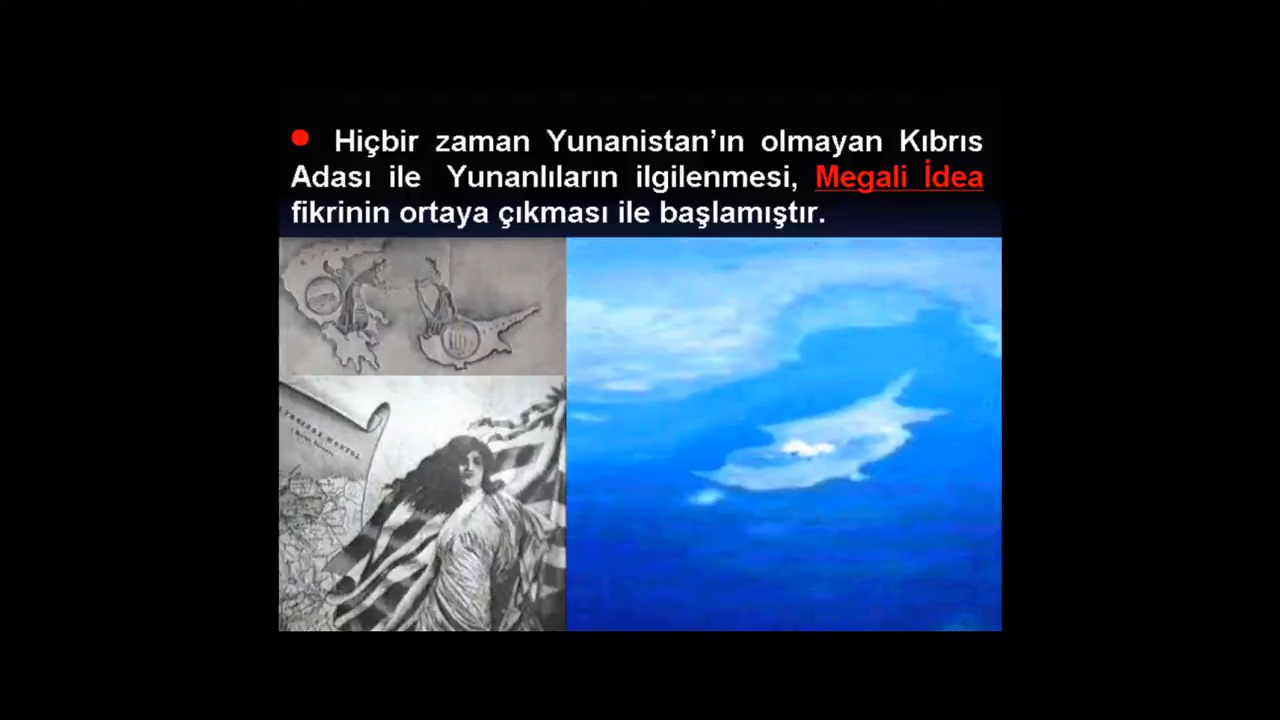 Hiçbir zaman Yunanistan’ın olmayan Kıbrıs
Adası ile Yunanlıların ilgilenmesi, Megali İdea
fikrinin ortaya çıkması ile başlamıştır.